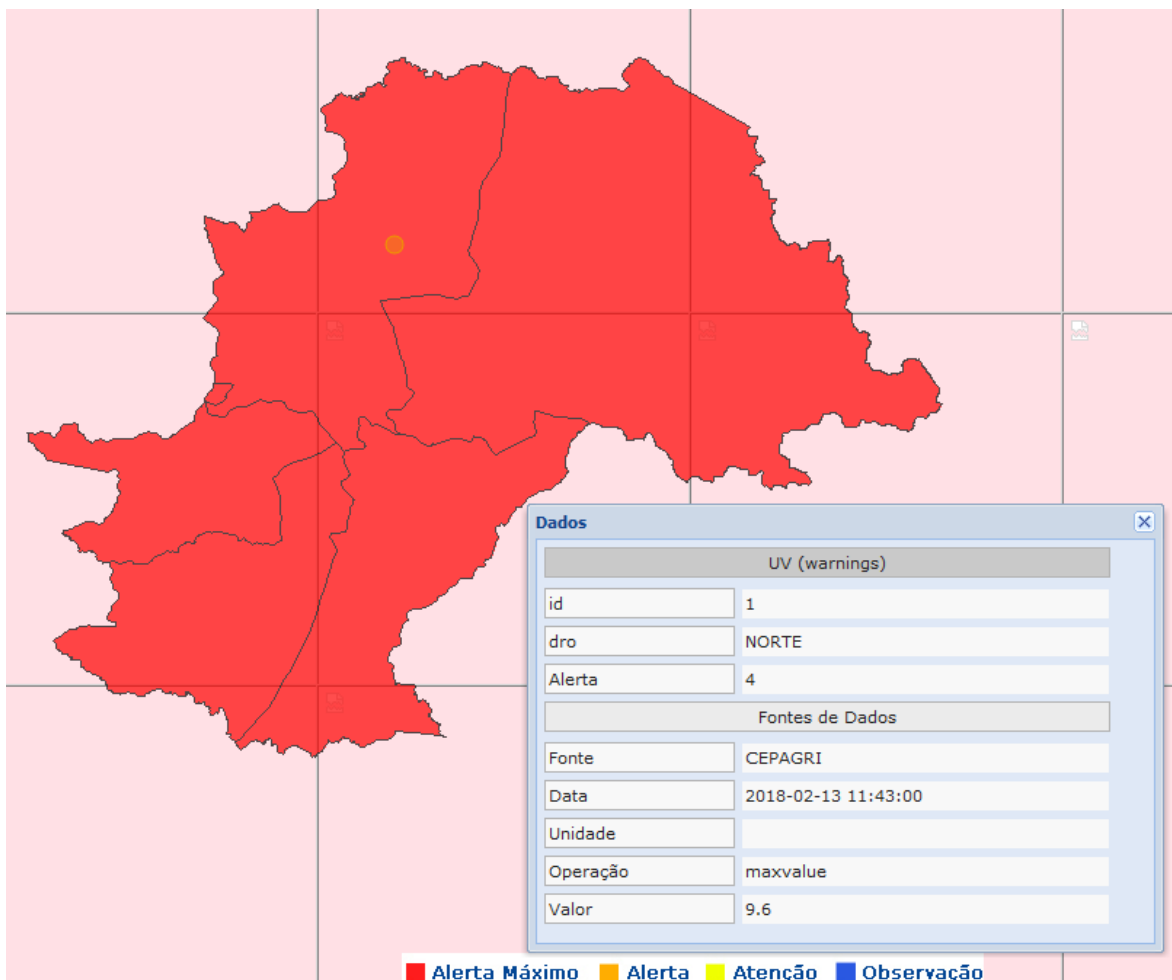 Dados
UV (warnings)
id 1
dro NORTE
Alerta 4
Fontes de Dados
Fonte CEPAGRI
Data 2018-02-13 11:43:00
Unidade
Operação maxvalue
Valor 9.6
Alerta Máximo Alerta Atenção Observação